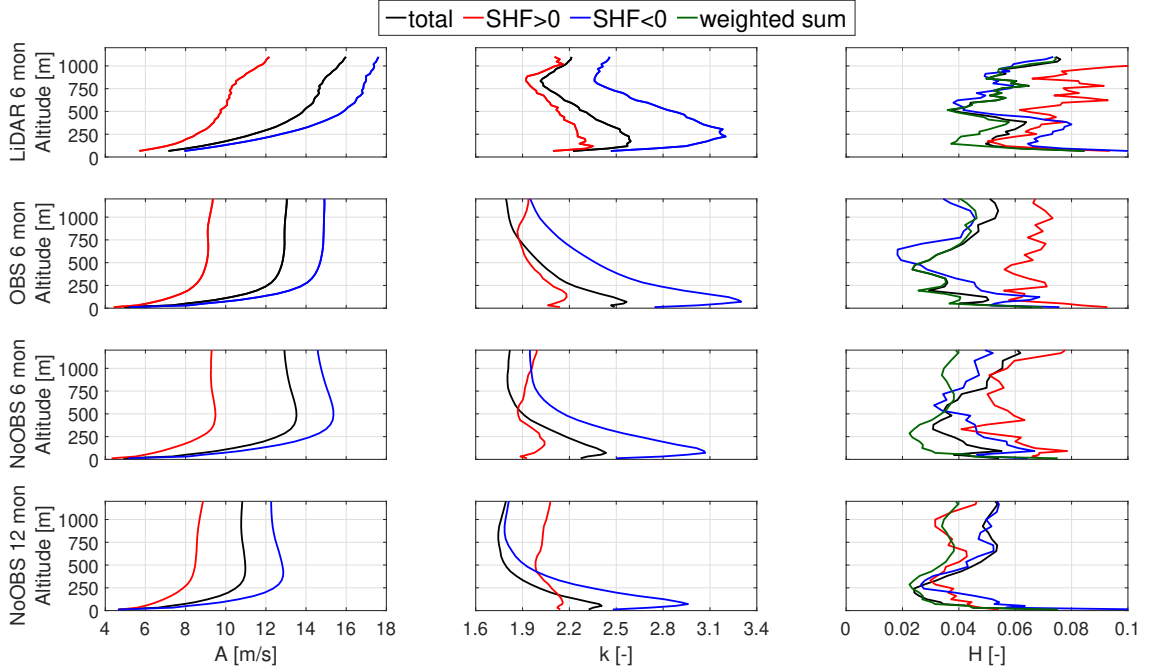 total SHF>0 SHF<0 weighted sum
LiDAR 6 mon
Altitude [m]
1000
750
500
250
0
OBS 6 mon
Altitude [m]
1000
750
500
250
0
NoOBS 6 mon
Altitude [m]
1000
750
500
250
0
NoOBS 12 mon
Altitude [m]
1000
750
500
250
0
4 6 8 10 12 14 16 18
A [m/s]
1.6 1.9 2.2 2.5 2.8 3.1 3.4
k [-]
0 0.02 0.04 0.06 0.08 0.1
H [-]